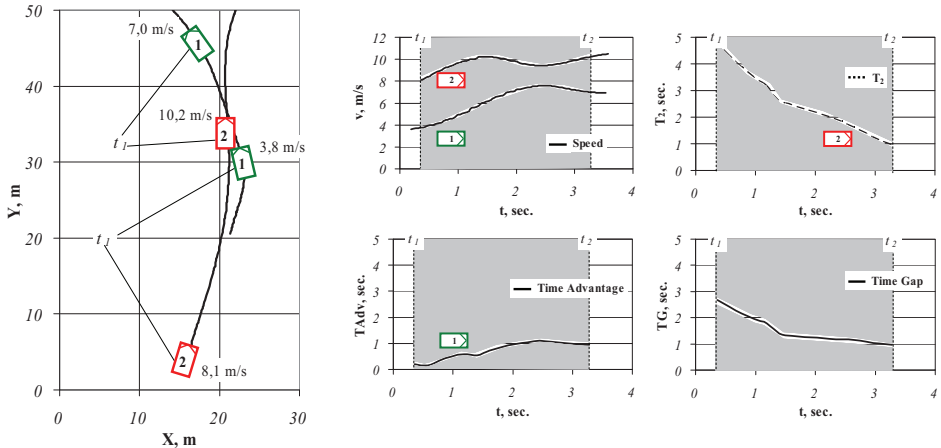 50
40
30
20
10
0
Y, m
0
10
20
30
X, m
7,0 m/s
1
t1
10,2 m/s
2
3,8 m/s
1
t1
2
8,1 m/s
12
10
8
6
4
2
0
v, m/s
t1
t2
2
1
Speed
0
1
2
3
4
t, sec.
5
4
3
2
1
0
T2, sec.
t1
t2
T2
2
0
1
2
3
4
t, sec.
5
4
3
2
1
0
TAdv, sec.
t1
t2
Time Advantage
1
0
1
2
3
4
t, sec.
5
4
3
2
1
0
TG, sec.
t1
t2
Time Gap
0
1
2
3
4
t, sec.